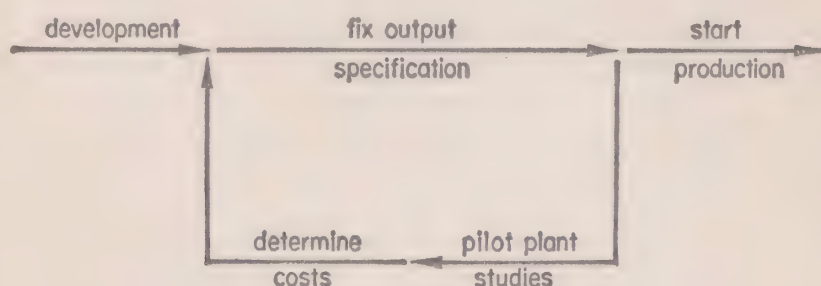 development
fix output
specification
start
production
determine
costs
pilot plant
studies